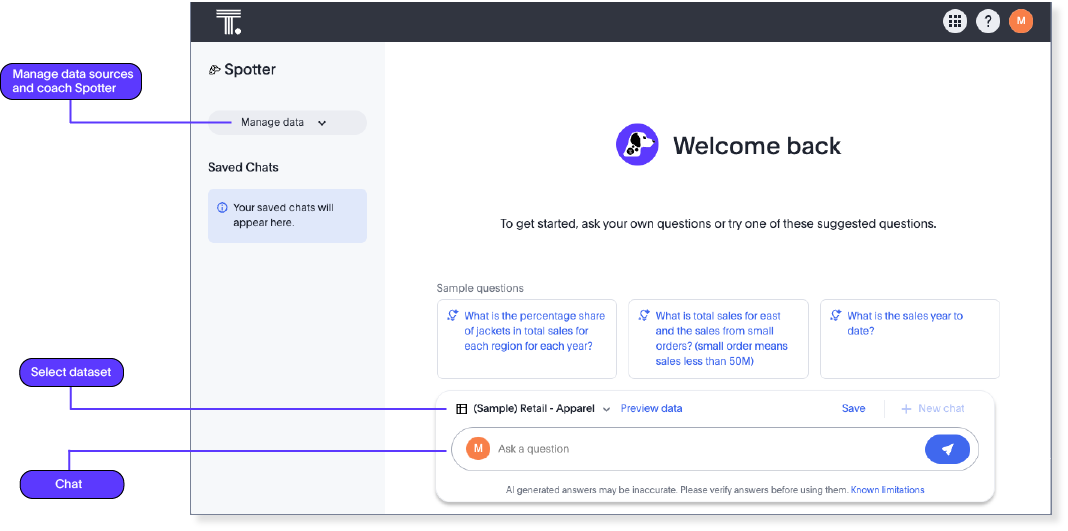 T.
?
M
Manage data sources
and coach Spotter
Spotter
Manage data
Saved Chats
Your saved chats will
appear here.
Welcome back
To get started, ask your own questions or try one of these suggested questions.
Sample questions
What is the percentage share
of jackets in total sales for
each region for each year?
What is total sales for east
and the sales from small
orders? (small order means
sales less than 50M)
What is the sales year to
date?
Select dataset
(Sample) Retail - Apparel
Preview data
Save
New chat
M
Ask a question
Chat
AI generated answers may be inaccurate. Please verify answers before using them. Known limitations